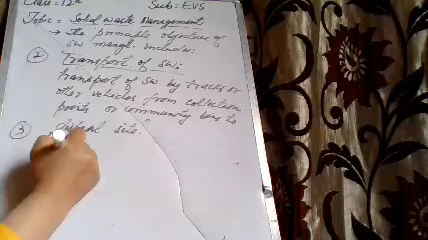 Class = 12th Sub: EVS
Topic = Solid waste management
→ The probable objectives of
SW mangt. includes:
② Transport of SW:
Transport of SW by trucks or
other vehicles from collection
points or community bins to
disposal site.
③